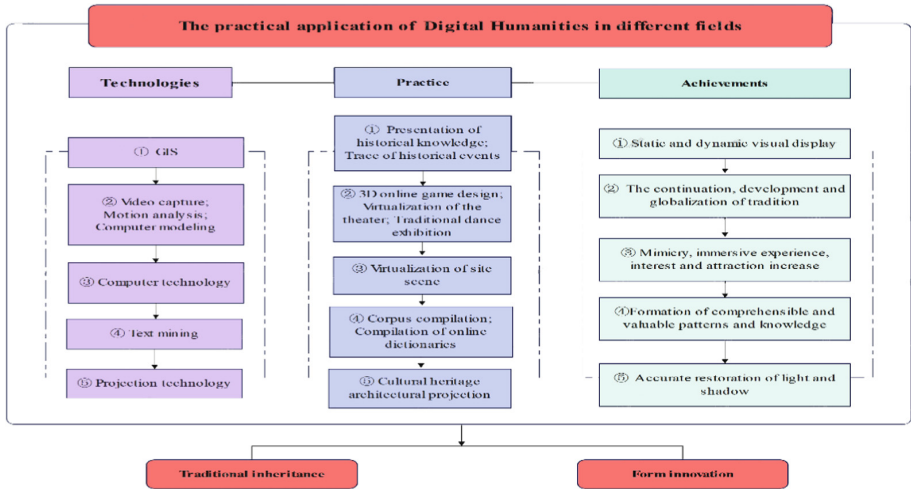 The practical application of Digital Humanities in different fields
Technologies
Practice
Achievements
① GIS
② Video capture;
Motion analysis;
Computer modeling
③ Computer technology
④ Text mining
⑤ Projection technology
① Presentation of
historical knowledge;
Trace of historical events
② 3D online game design;
Virtualization of the
theater; Traditional dance
exhibition
③ Virtualization of site
scene
④ Corpus compilation;
Compilation of online
dictionaries
⑤ Cultural heritage
architectural projection
① Static and dynamic visual display
② The continuation, development and
globalization of tradition
③ Mimicry, immersive experience,
interest and attraction increase
④Formation of comprehensible and
valuable patterns and knowledge
⑤ Accurate restoration of light and
shadow
Traditional inheritance
Form innovation